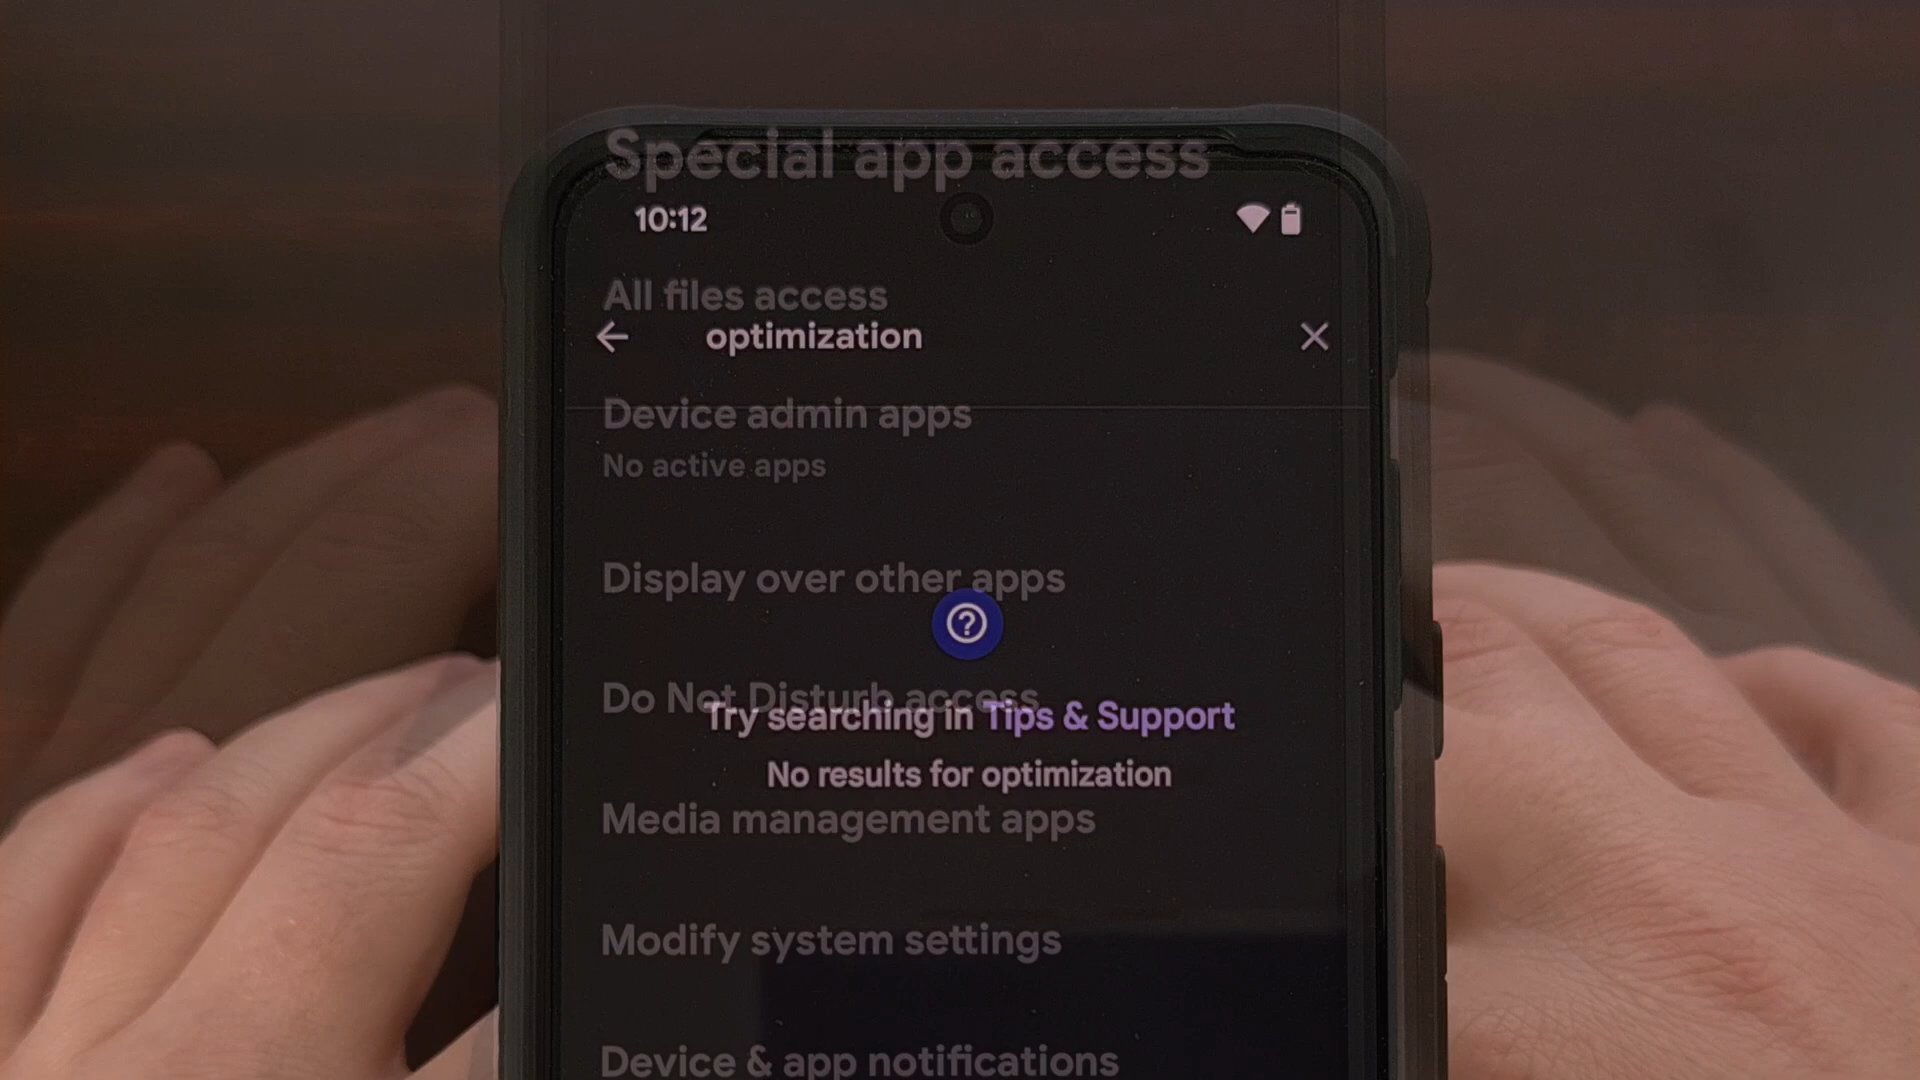 Special app access
10:12
All files access
optimization
Device admin apps
No active apps
Display over other apps
Do Not Disturb access
Try searching in Tips & Support
No results for optimization
Media management apps
Modify system settings
Device & app notifications